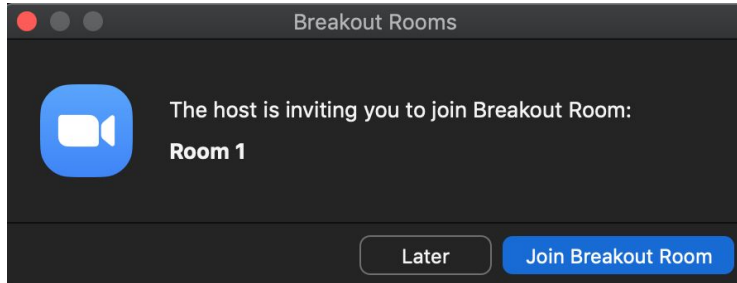 Breakout Rooms
The host is inviting you to join Breakout Room:
Room 1
Later
Join Breakout Room